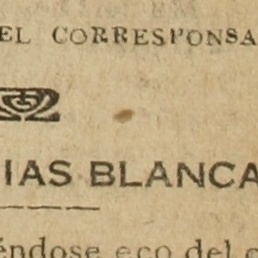 EL CORRESPONSA
IAS BLANCA
éndose eco del